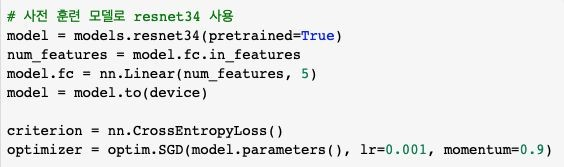 # 사전 훈련 모델로 resnet34 사용
model = models.resnet34(pretrained=True)
num_features = model.fc.in_features
model.fc = nn.Linear(num_features, 5)
model = model.to(device)

criterion = nn.CrossEntropyLoss()
optimizer = optim.SGD(model.parameters(), lr=0.001, momentum=0.9)